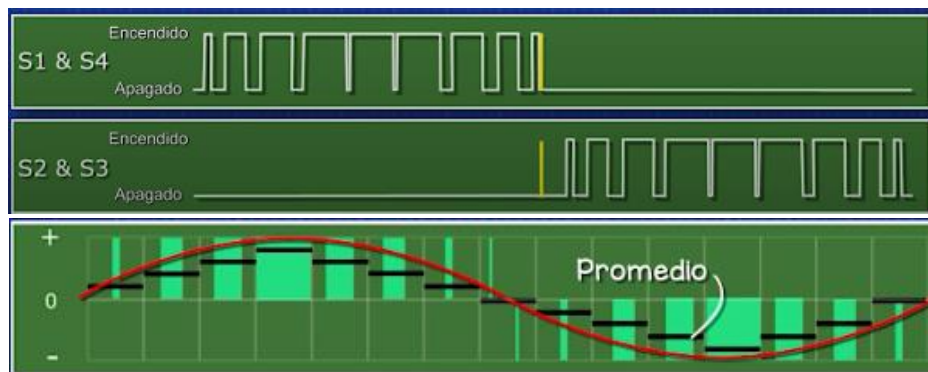 Encendido
S1 & S4
Apagado
Encendido
S2 & S3
Apagado
+
Promedio
0
-